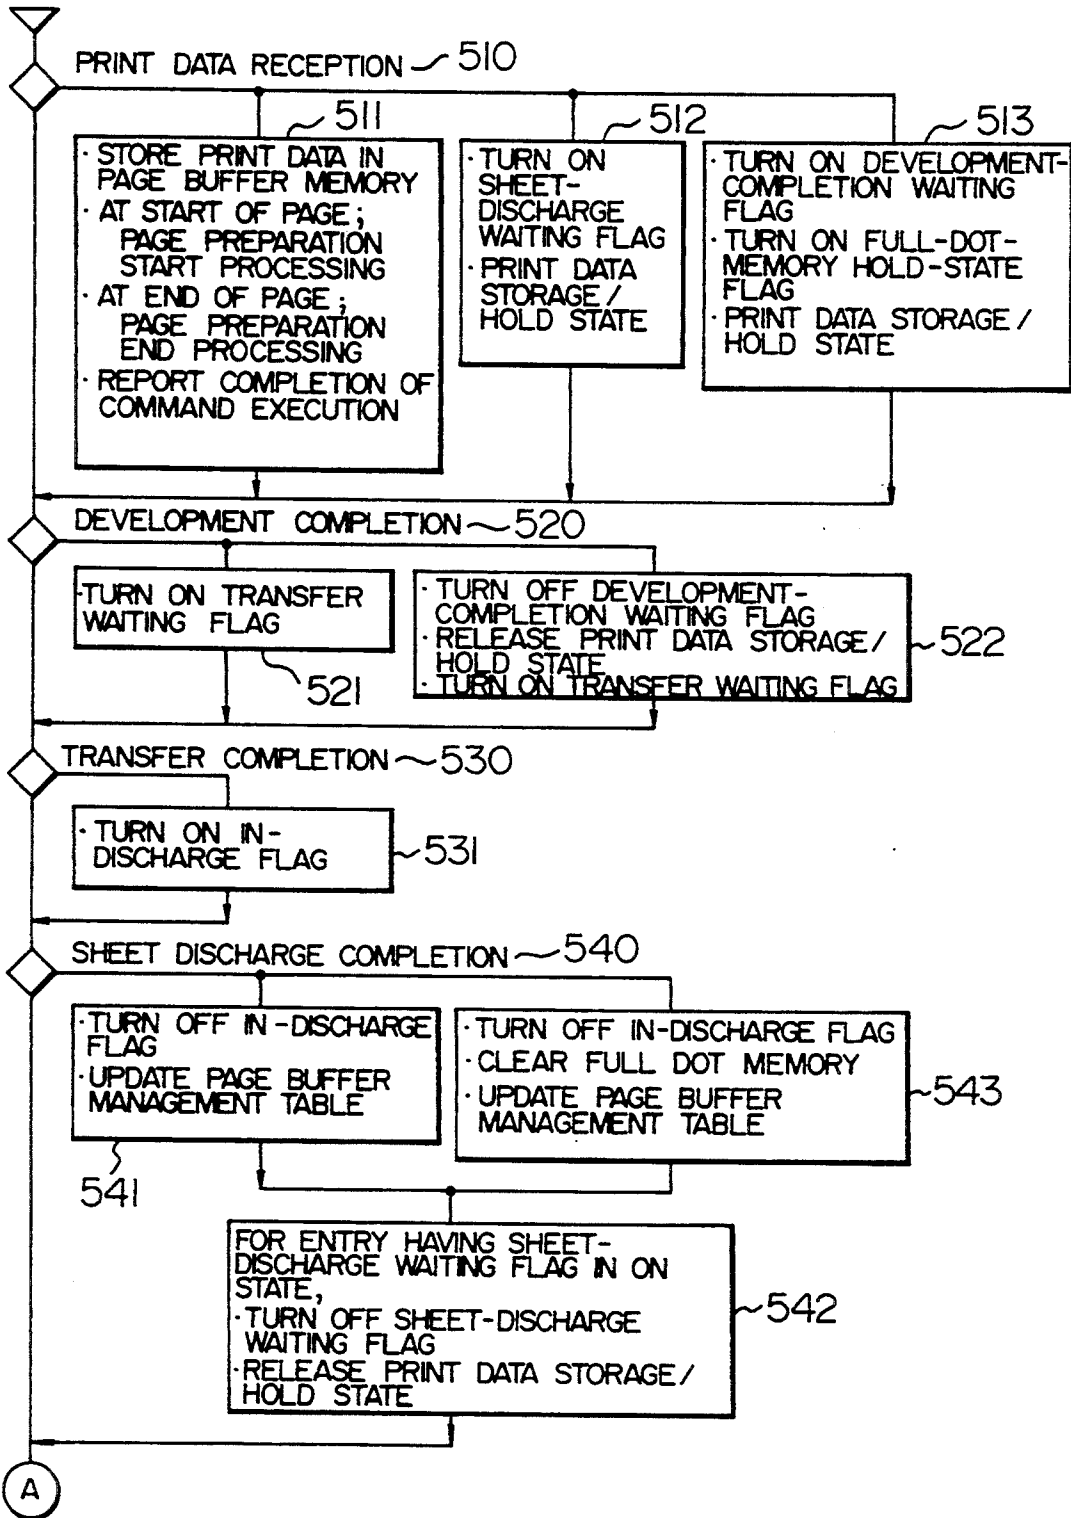 PRINT DATA RECEPTION 510
511
· STORE PRINT DATA IN
PAGE BUFFER MEMORY
· AT START OF PAGE;
PAGE PREPARATION
START PROCESSING
· AT END OF PAGE;
PAGE PREPARATION
END PROCESSING
· REPORT COMPLETION OF
COMMAND EXECUTION
512
· TURN ON
SHEET-
DISCHARGE
WAITING FLAG
· PRINT DATA
STORAGE/
HOLD STATE
513
· TURN ON DEVELOPMENT-
COMPLETION WAITING
FLAG
· TURN ON FULL-DOT-
MEMORY HOLD-STATE
FLAG
· PRINT DATA STORAGE/
HOLD STATE
DEVELOPMENT COMPLETION 520
· TURN ON TRANSFER
WAITING FLAG
521
· TURN OFF DEVELOPMENT-
COMPLETION WAITING FLAG
· RELEASE PRINT DATA STORAGE/
HOLD STATE
· TURN ON TRANSFER WAITING FLAG
522
TRANSFER COMPLETION 530
· TURN ON IN-
DISCHARGE FLAG
531
SHEET DISCHARGE COMPLETION 540
· TURN OFF IN-DISCHARGE
FLAG
· UPDATE PAGE BUFFER
MANAGEMENT TABLE
541
· TURN OFF IN-DISCHARGE FLAG
· CLEAR FULL DOT MEMORY
· UPDATE PAGE BUFFER
MANAGEMENT TABLE
543
FOR ENTRY HAVING SHEET-
DISCHARGE WAITING FLAG IN ON
STATE,
· TURN OFF SHEET-DISCHARGE
WAITING FLAG
· RELEASE PRINT DATA STORAGE/
HOLD STATE
542
A